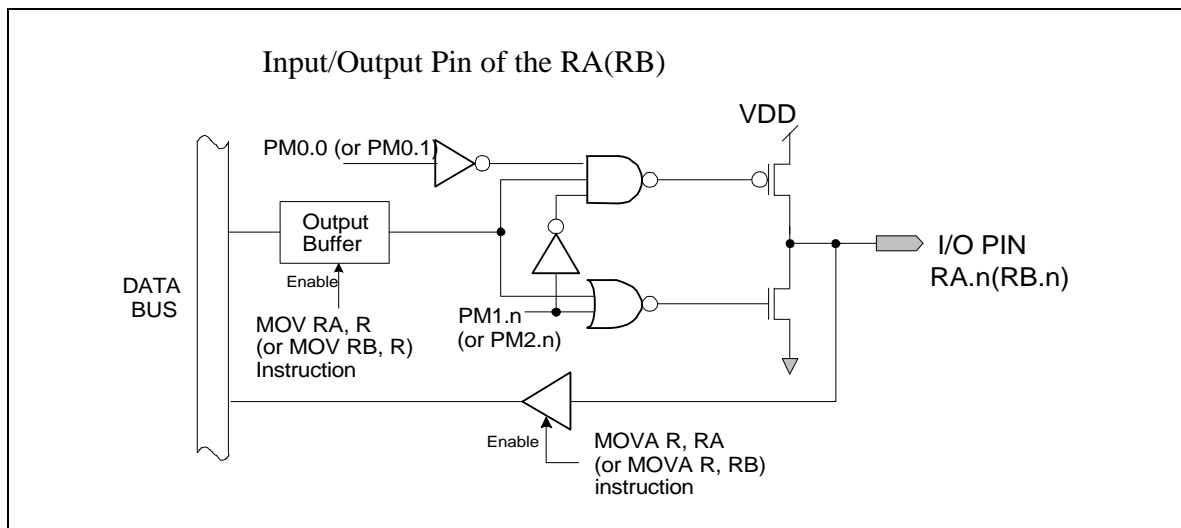 Input/Output Pin of the RA(RB)
VDD
PM0.0 (or PM0.1)
Output
Buffer
I/O PIN
RA.n(RB.n)
Enable
DATA
BUS
MOV RA, R
(or MOV RB, R)
Instruction
PM1.n
(or PM2.n)
Enable
MOVA R, RA
(or MOVA R, RB)
instruction